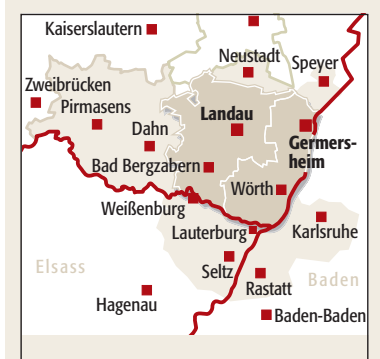 Kaiserslautern
Neustadt
Speyer
Zweibrücken
Pirmasens
Landau
Dahn
Germers-
heim
Bad Bergzabern
Wörth
Weißenburg
Lauterburg
Karlsruhe
Elsass
Seltz
Baden
Rastatt
Hagenau
Baden-Baden